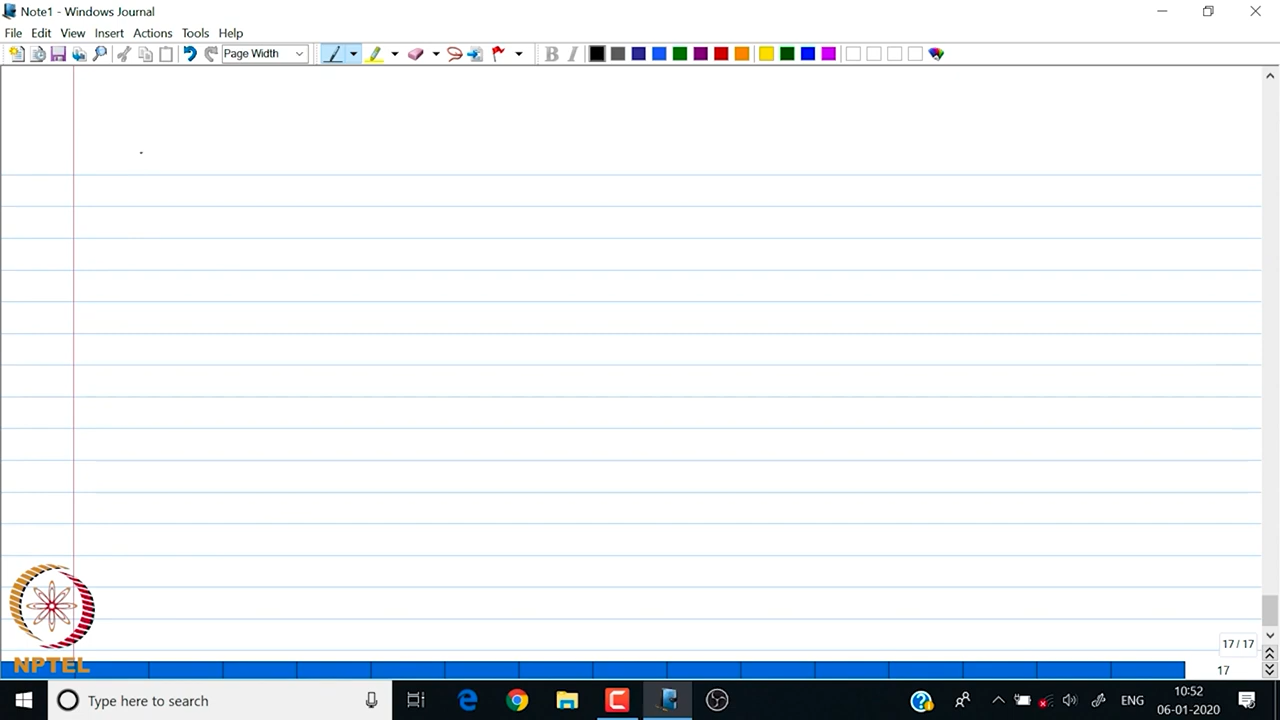 Note1 - Windows Journal
File Edit View Insert Actions Tools Help
Page Width B I
17 / 17
NPTEL
17
Type here to search
ENG
10:52
06-01-2020